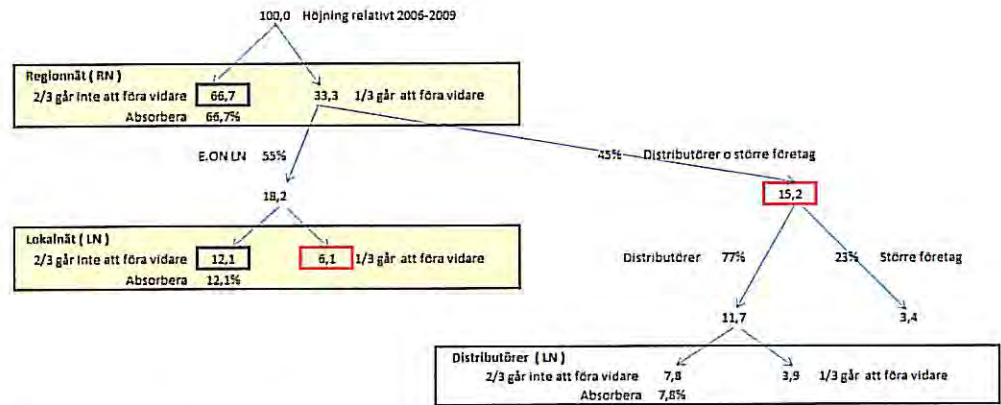 100,0 Höjning relativt 2006-2009
Regionnät ( RN )
2/3 går inte att föra vidare 66,7 33,3 1/3 går att föra vidare
Absorbera 66,7%
E.ON LN 55% 45% Distributörer o större företag
18,2 15,2
Lokalnät ( LN )
2/3 går inte att föra vidare 12,1 6,1 1/3 går att föra vidare
Absorbera 12,1%
Distributörer 77% 23% Större företag
11,7 3,4
Distributörer ( LN )
2/3 går inte att föra vidare 7,8 3,9 1/3 går att föra vidare
Absorbera 7,8%